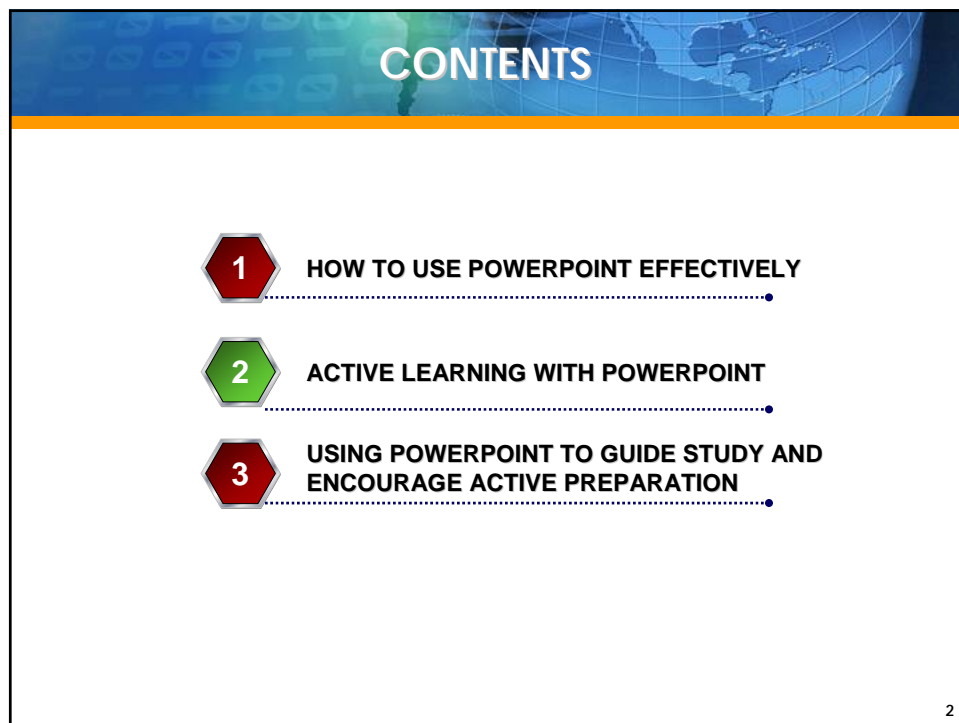 CONTENTS
1 HOW TO USE POWERPOINT EFFECTIVELY
2 ACTIVE LEARNING WITH POWERPOINT
3 USING POWERPOINT TO GUIDE STUDY AND
ENCOURAGE ACTIVE PREPARATION
2